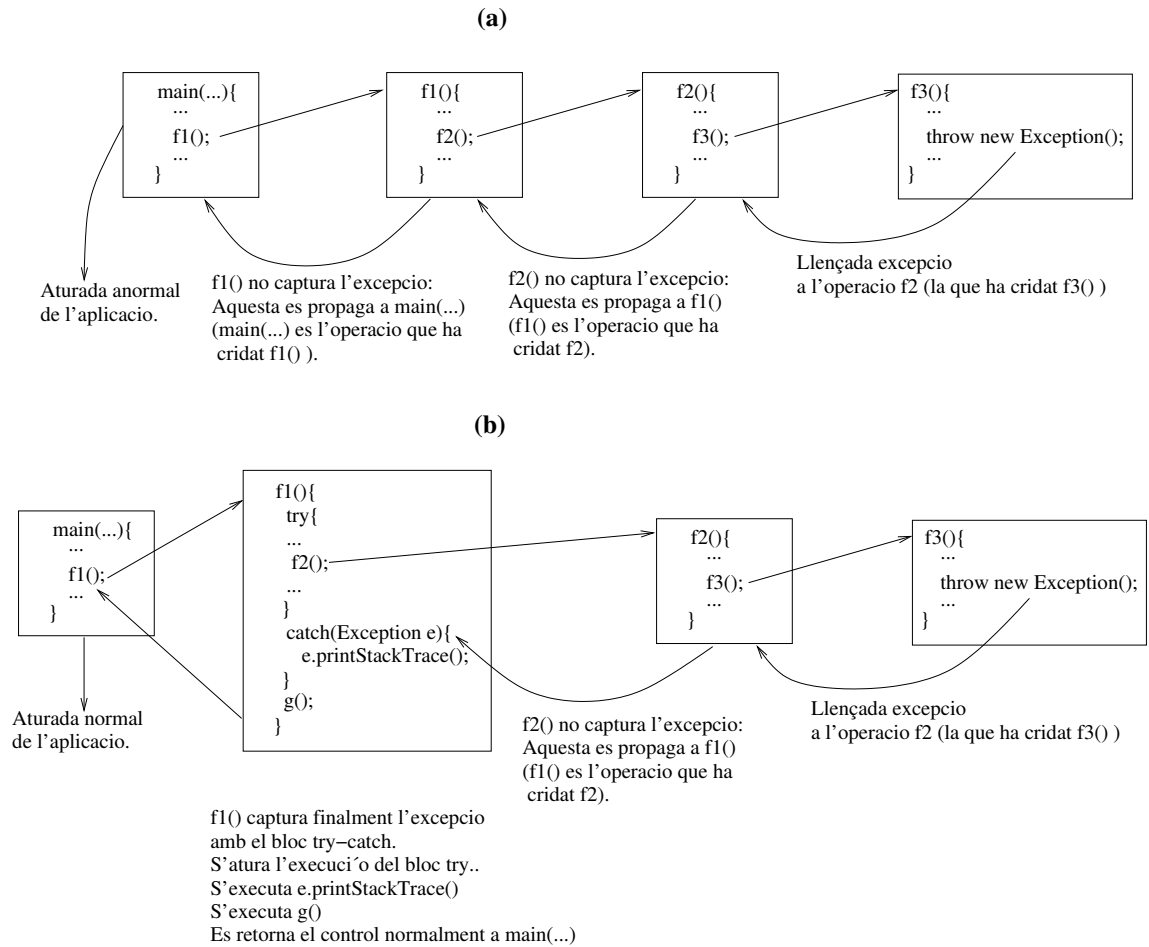 (a)
main(...){
...
f1();
...
}
f1(){
...
f2();
...
}
f2(){
...
f3();
...
}
f3(){
...
throw new Exception();
...
}
Aturada anormal
de l'aplicacio.
f1() no captura l'excepcio:
Aquesta es propaga a main(...)
(main(...) es l'operacio que ha
cridat f1() ).
f2() no captura l'excepcio:
Aquesta es propaga a f1()
(f1() es l'operacio que ha
cridat f2).
Llençada excepcio
a l'operacio f2 (la que ha cridat f3() )
(b)
main(...){
...
f1();
...
}
f1(){
try{
...
f2();
...
}
catch(Exception e){
e.printStackTrace();
}
g();
}
f2(){
...
f3();
...
}
f3(){
...
throw new Exception();
...
}
Aturada normal
de l'aplicacio.
f2() no captura l'excepcio:
Aquesta es propaga a f1()
(f1() es l'operacio que ha
cridat f2).
Llençada excepcio
a l'operacio f2 (la que ha cridat f3() )
f1() captura finalment l'excepcio
amb el bloc try−catch.
S'atura l'execuci´o del bloc try..
S'executa e.printStackTrace()
S'executa g()
Es retorna el control normalment a main(...)